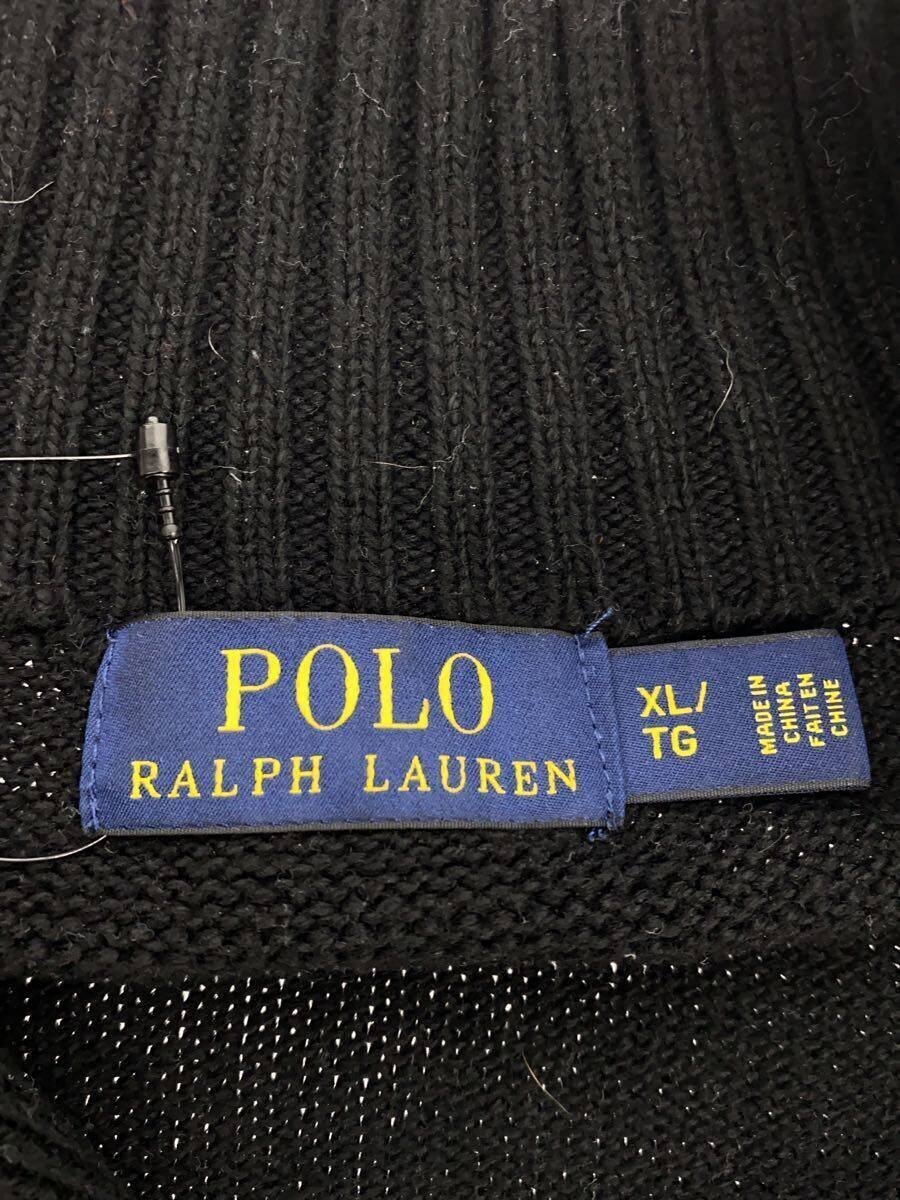 POLO
RALPH LAUREN
XL/
TG
MADE IN
CHINA
FAIT EN
CHINE